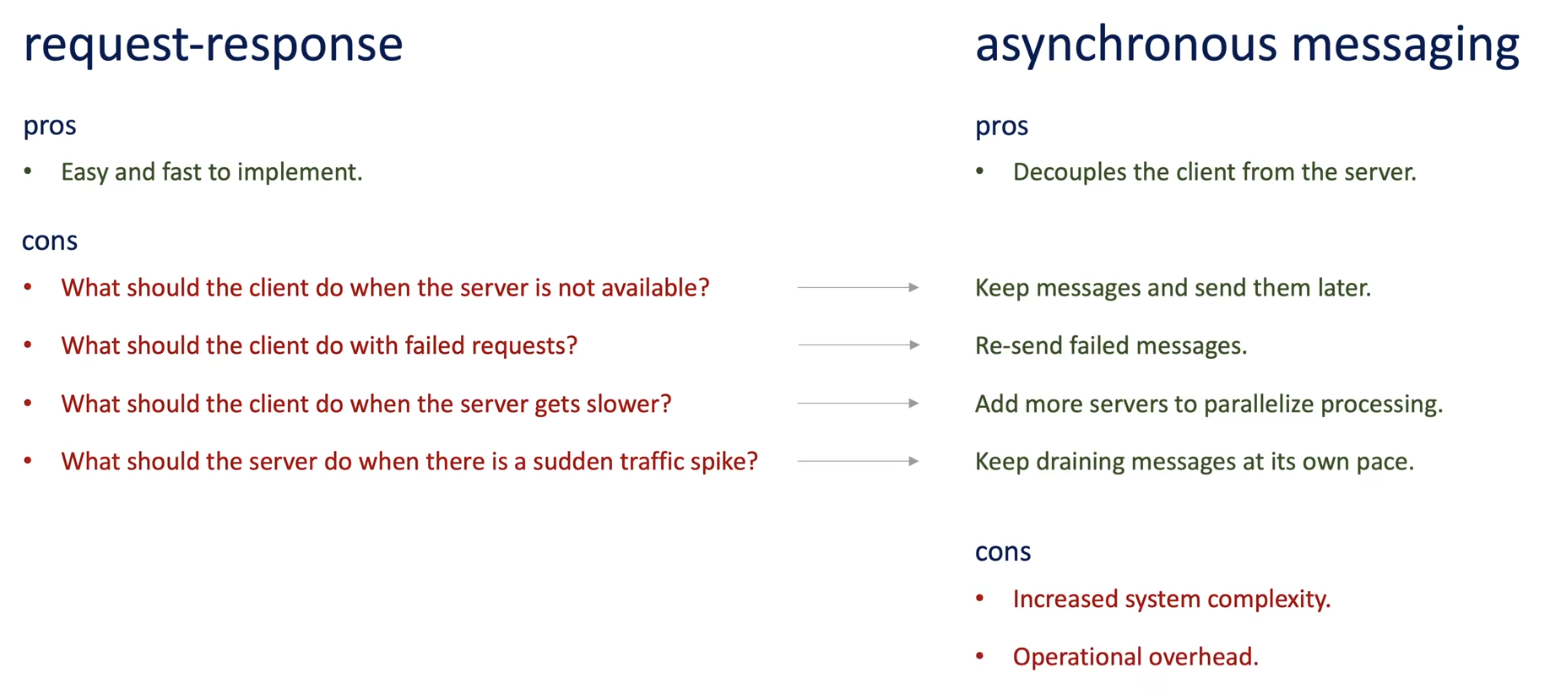 request-response
pros
• Easy and fast to implement.
cons
• What should the client do when the server is not available?
• What should the client do with failed requests?
• What should the client do when the server gets slower?
• What should the server do when there is a sudden traffic spike?
asynchronous messaging
pros
• Decouples the client from the server.
Keep messages and send them later.
Re-send failed messages.
Add more servers to parallelize processing.
Keep draining messages at its own pace.
cons
• Increased system complexity.
• Operational overhead.